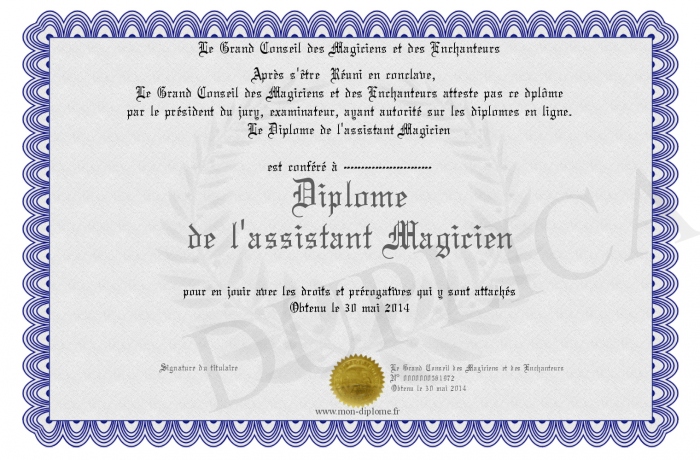 Le Grand Conseil des Magiciens et des Enchanteurs
Après s'être Réuni en conclave,
Le Grand Conseil des Magiciens et des Enchanteurs atteste pas ce dplôme
par le président du jury, examinateur, ayant autorité sur les diplomes en ligne.
Le Diplome de l'assistant Magicien
est conféré à -------------------------
Diplome
de l'assistant Magicien
pour en jouir avec les droits et prérogatives qui y sont attachés
Obtenu le 30 mai 2014
DUPLICA
Signature du titulaire
Le Grand Conseil des Magiciens et des Enchanteurs
N° 0000000581972
Obtenu le 30 mai 2014
www.mon-diplome.fr